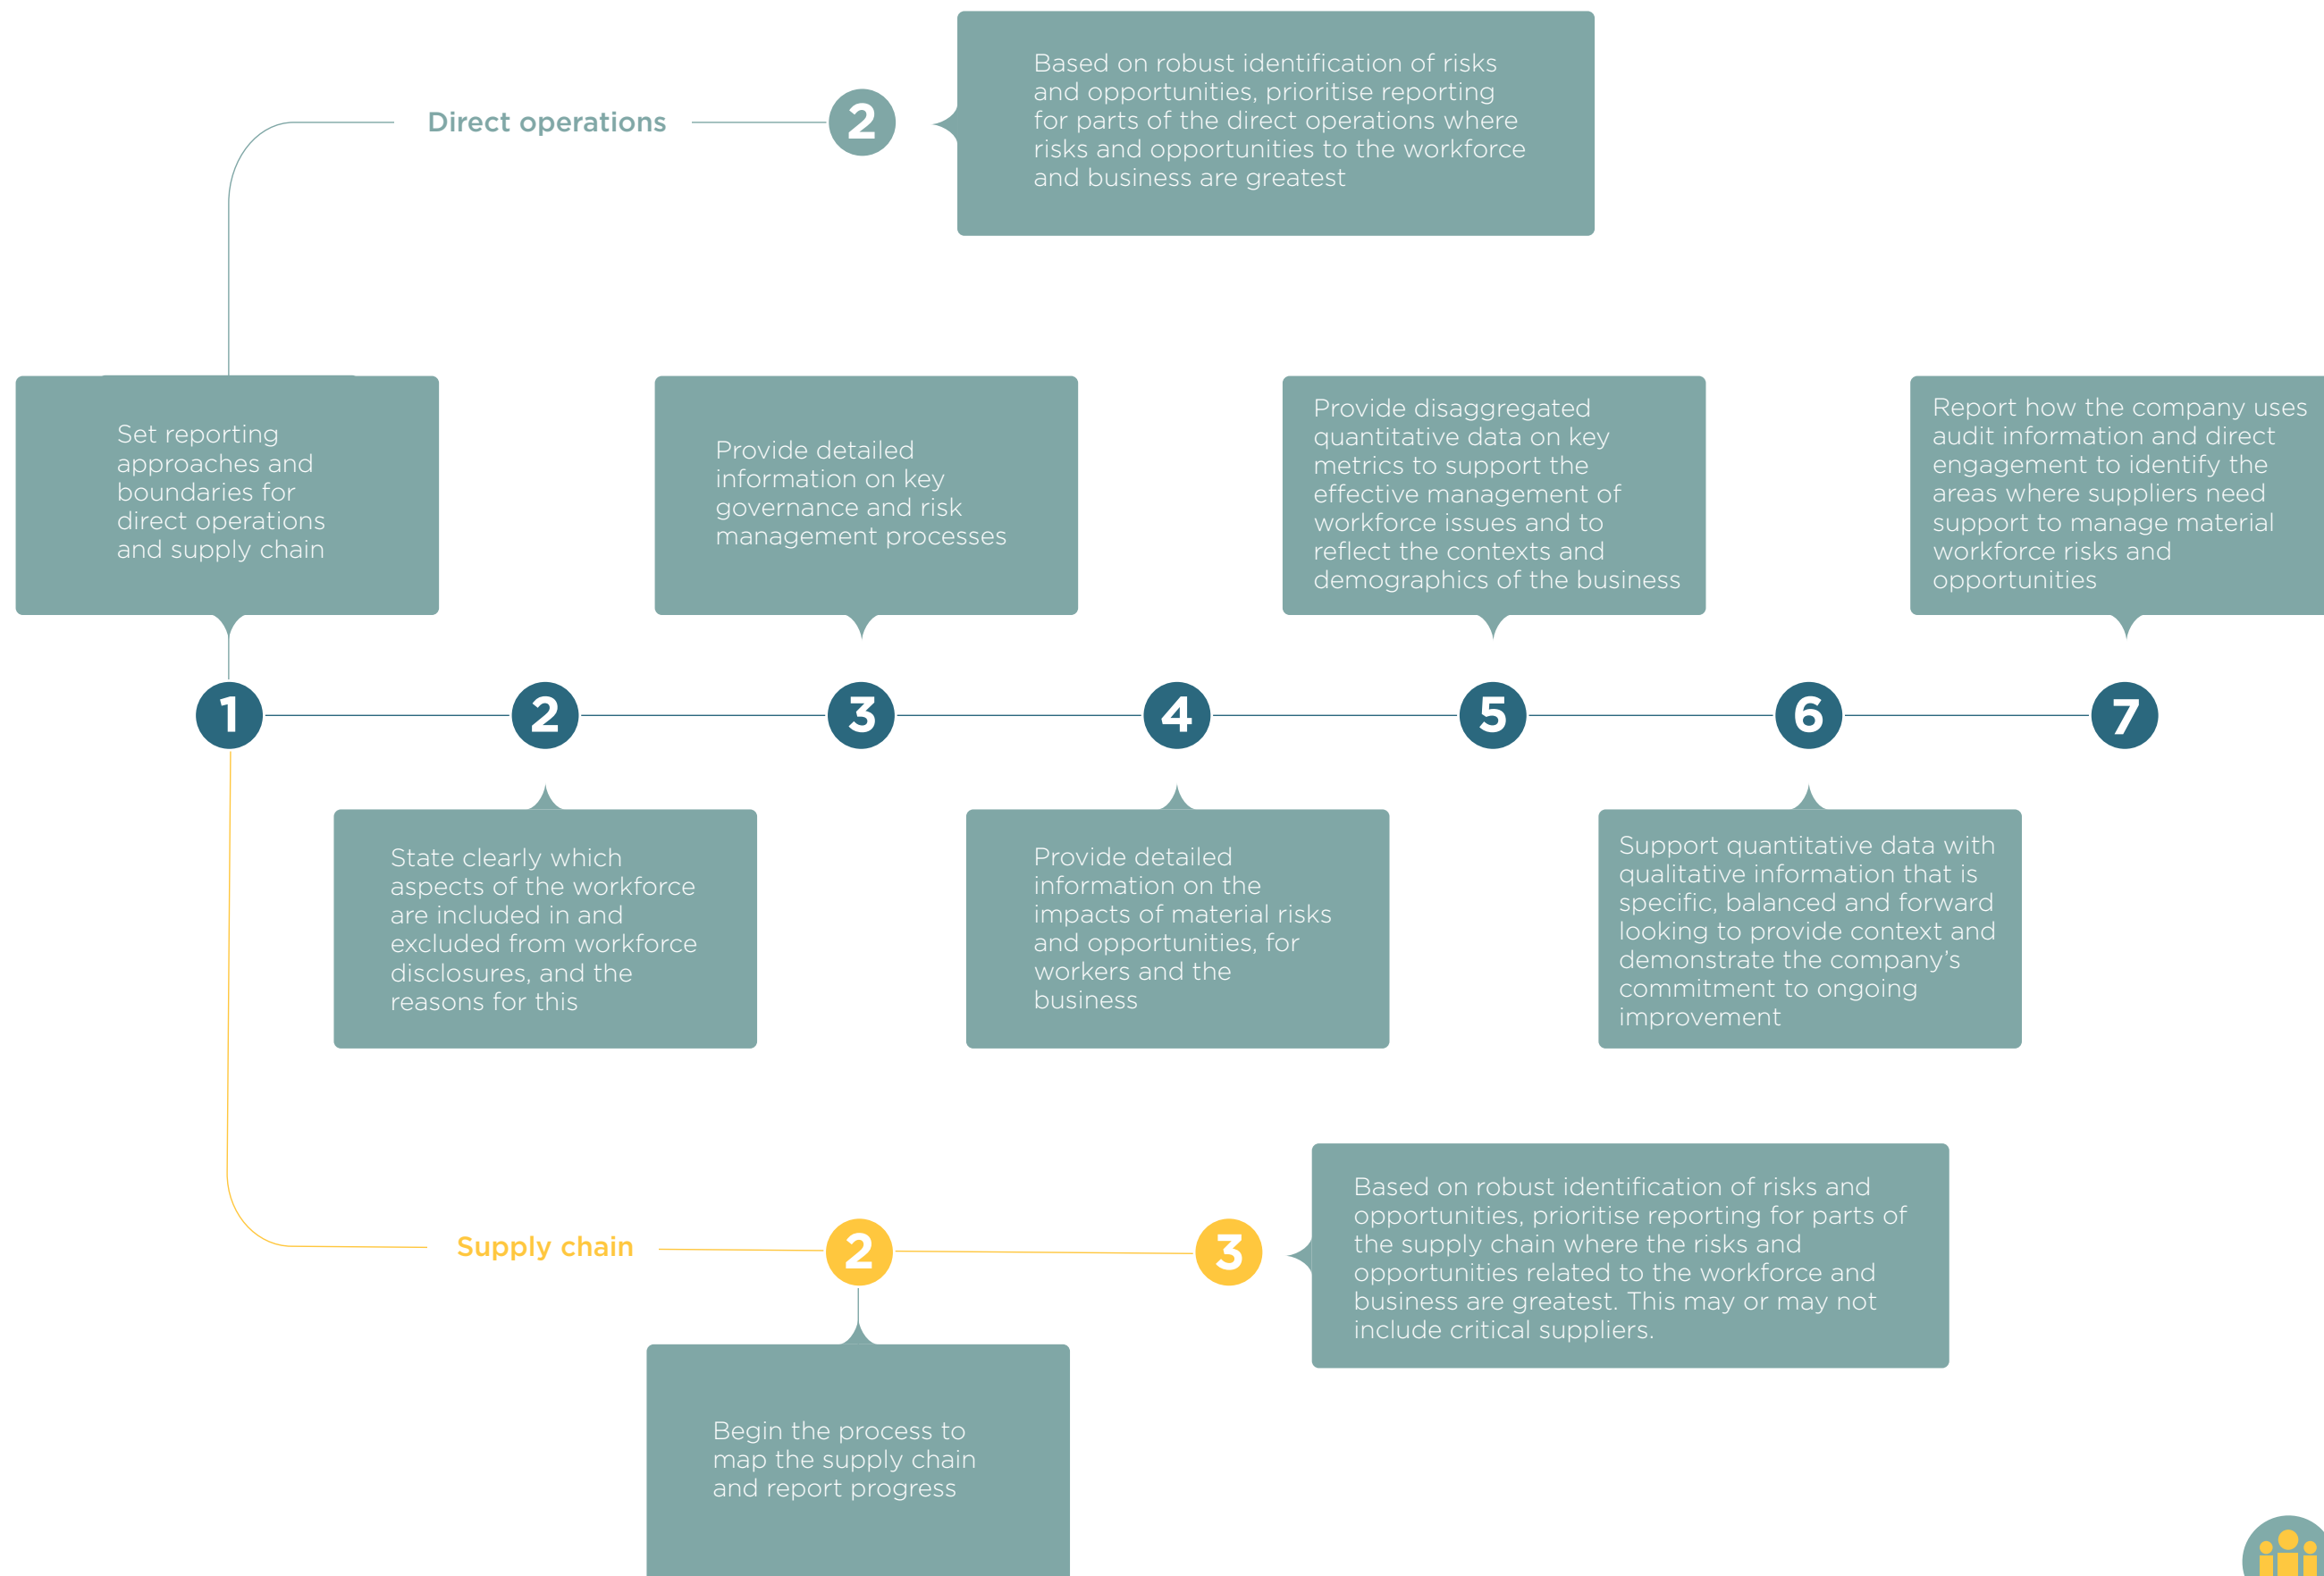 Based on robust identification of risks
and opportunities, prioritise reporting
for parts of the direct operations where
risks and opportunities to the workforce
and business are greatest
Direct operations
2
Set reporting
approaches and
boundaries for
direct operations
and supply chain
Provide detailed
information on key
governance and risk
management processes
Provide disaggregated
quantitative data on key
metrics to support the
effective management of
workforce issues and to
reflect the contexts and
demographics of the business
Report how the company uses
audit information and direct
engagement to identify the
areas where suppliers need
support to manage material
workforce risks and
opportunities
1
2
3
4
5
6
7
State clearly which
aspects of the workforce
are included in and
excluded from workforce
disclosures, and the
reasons for this
Provide detailed
information on the
impacts of material risks
and opportunities, for
workers and the
business
Support quantitative data with
qualitative information that is
specific, balanced and forward
looking to provide context and
demonstrate the company’s
commitment to ongoing
improvement
Supply chain
2
3
Based on robust identification of risks and
opportunities, prioritise reporting for parts of
the supply chain where the risks and
opportunities related to the workforce and
business are greatest. This may or may not
include critical suppliers.
Begin the process to
map the supply chain
and report progress